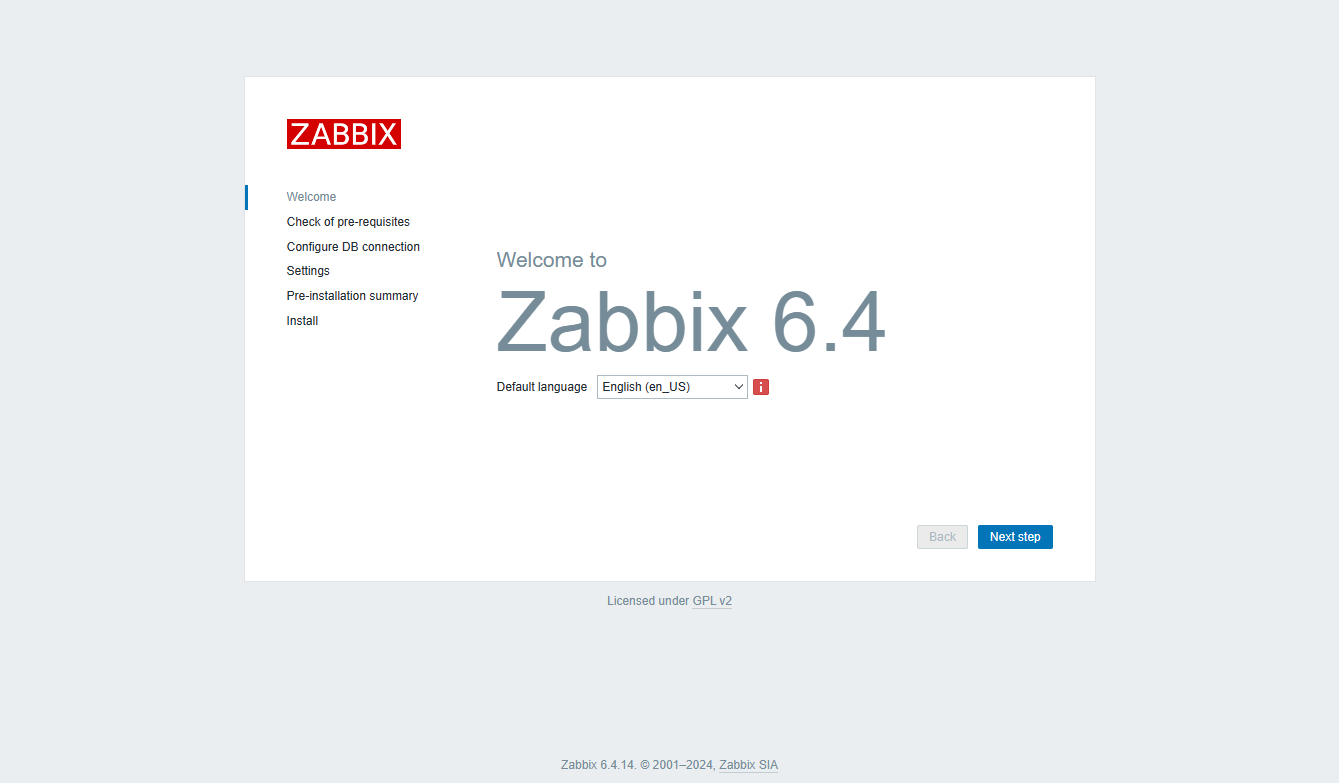 ZABBIX
Welcome
Check of pre-requisites
Configure DB connection
Settings
Pre-installation summary
Install
Welcome to
Zabbix 6.4
Default language English (en_US) i
Back Next step
Licensed under GPL v2
Zabbix 6.4.14. © 2001–2024, Zabbix SIA